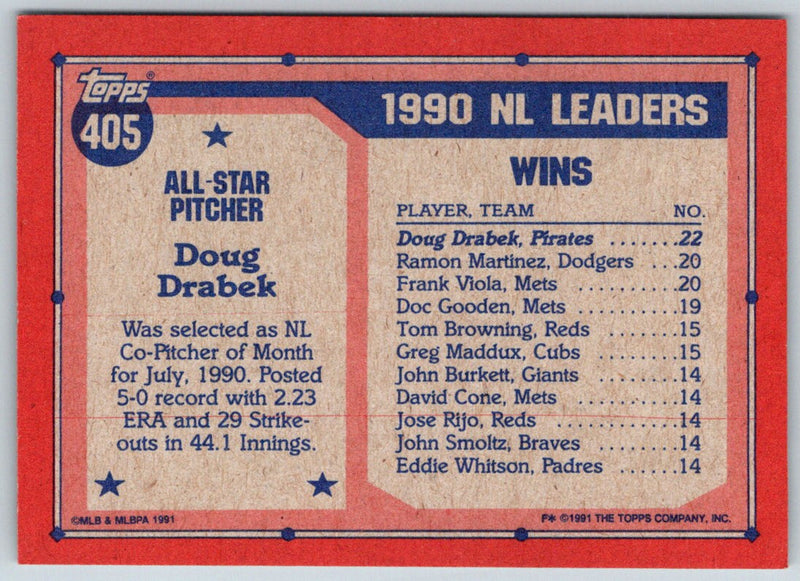 Topps®
405
ALL-STAR
PITCHER
Doug
Drabek
Was selected as NL
Co-Pitcher of Month
for July, 1990. Posted
5-0 record with 2.23
ERA and 29 Strike-
outs in 44.1 Innings.
©MLB & MLBPA 1991
1990 NL LEADERS
WINS
PLAYER, TEAM NO.
Doug Drabek, Pirates .......22
Ramon Martinez, Dodgers ...20
Frank Viola, Mets ..........20
Doc Gooden, Mets ..........19
Tom Browning, Reds .......15
Greg Maddux, Cubs ........15
John Burkett, Giants ........14
David Cone, Mets ..........14
Jose Rijo, Reds ............14
John Smoltz, Braves ........14
Eddie Whitson, Padres ......14
F* ©1991 THE TOPPS COMPANY, INC.